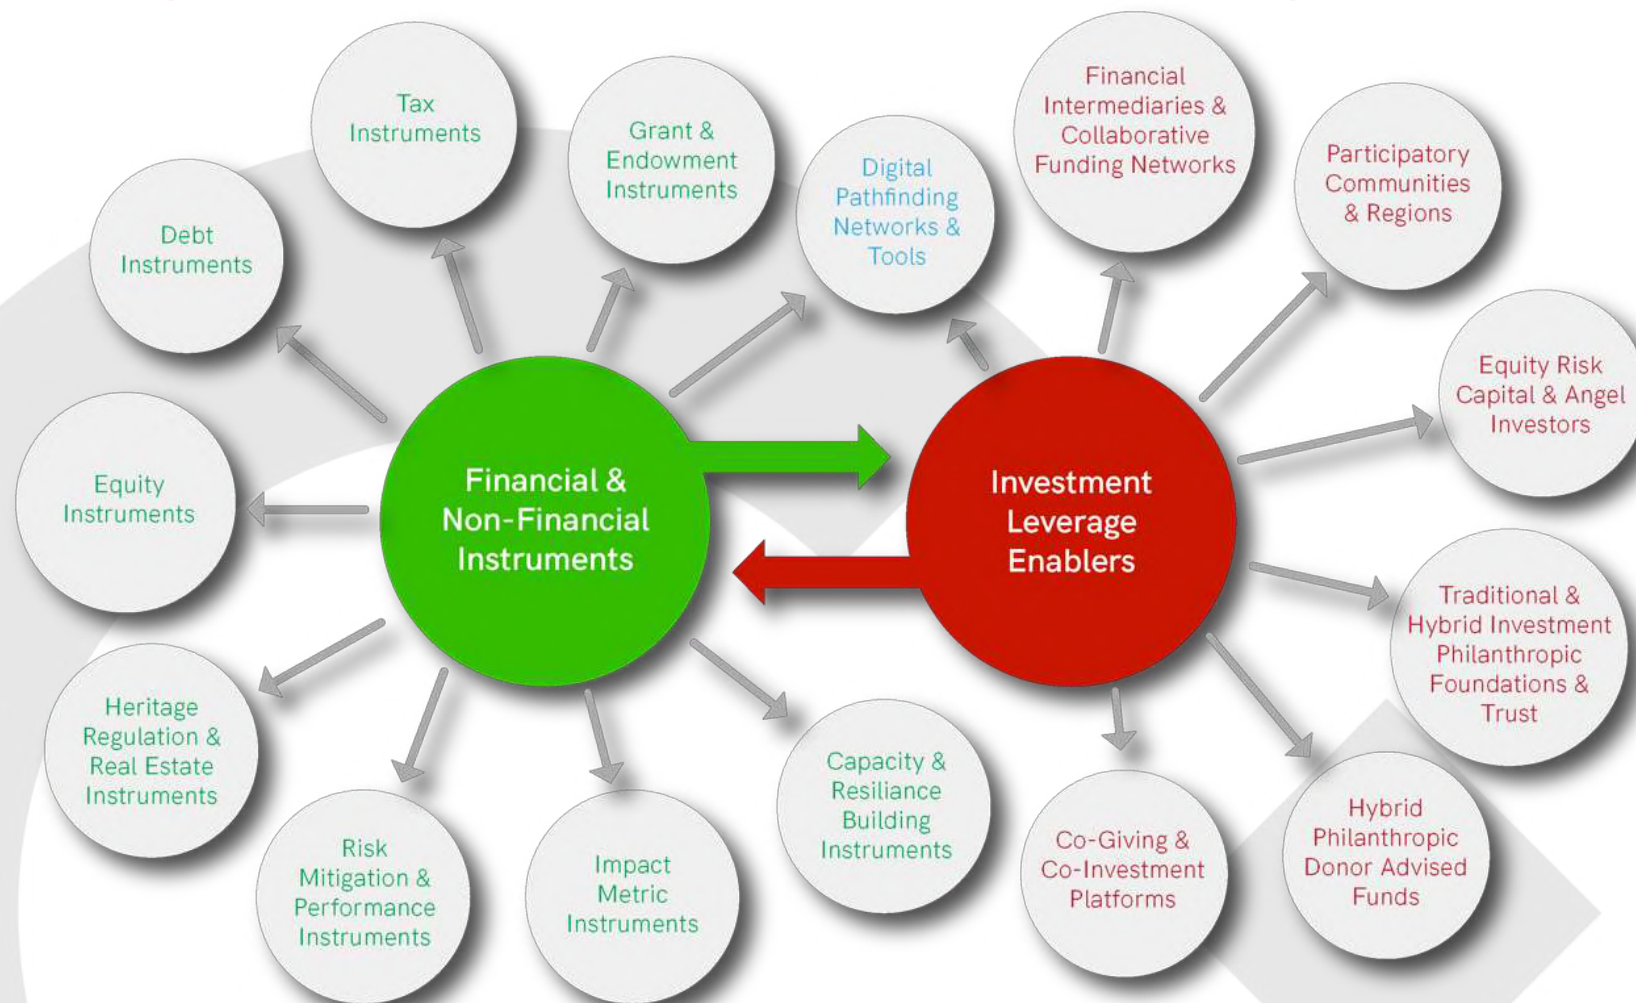 Tax
Instruments
Grant &
Endowment
Instruments
Digital
Pathfinding
Networks &
Tools
Financial
Intermediaries &
Collaborative
Funding Networks
Participatory
Communities
& Regions
Debt
Instruments
Equity Risk
Capital & Angel
Investors
Equity
Instruments
Financial &
Non-Financial
Instruments
Investment
Leverage
Enablers
Traditional &
Hybrid Investment
Philanthropic
Foundations &
Trust
Heritage
Regulation &
Real Estate
Instruments
Risk
Mitigation &
Performance
Instruments
Impact
Metric
Instruments
Capacity &
Resiliance
Building
Instruments
Co-Giving &
Co-Investment
Platforms
Hybrid
Philanthropic
Donor Advised
Funds